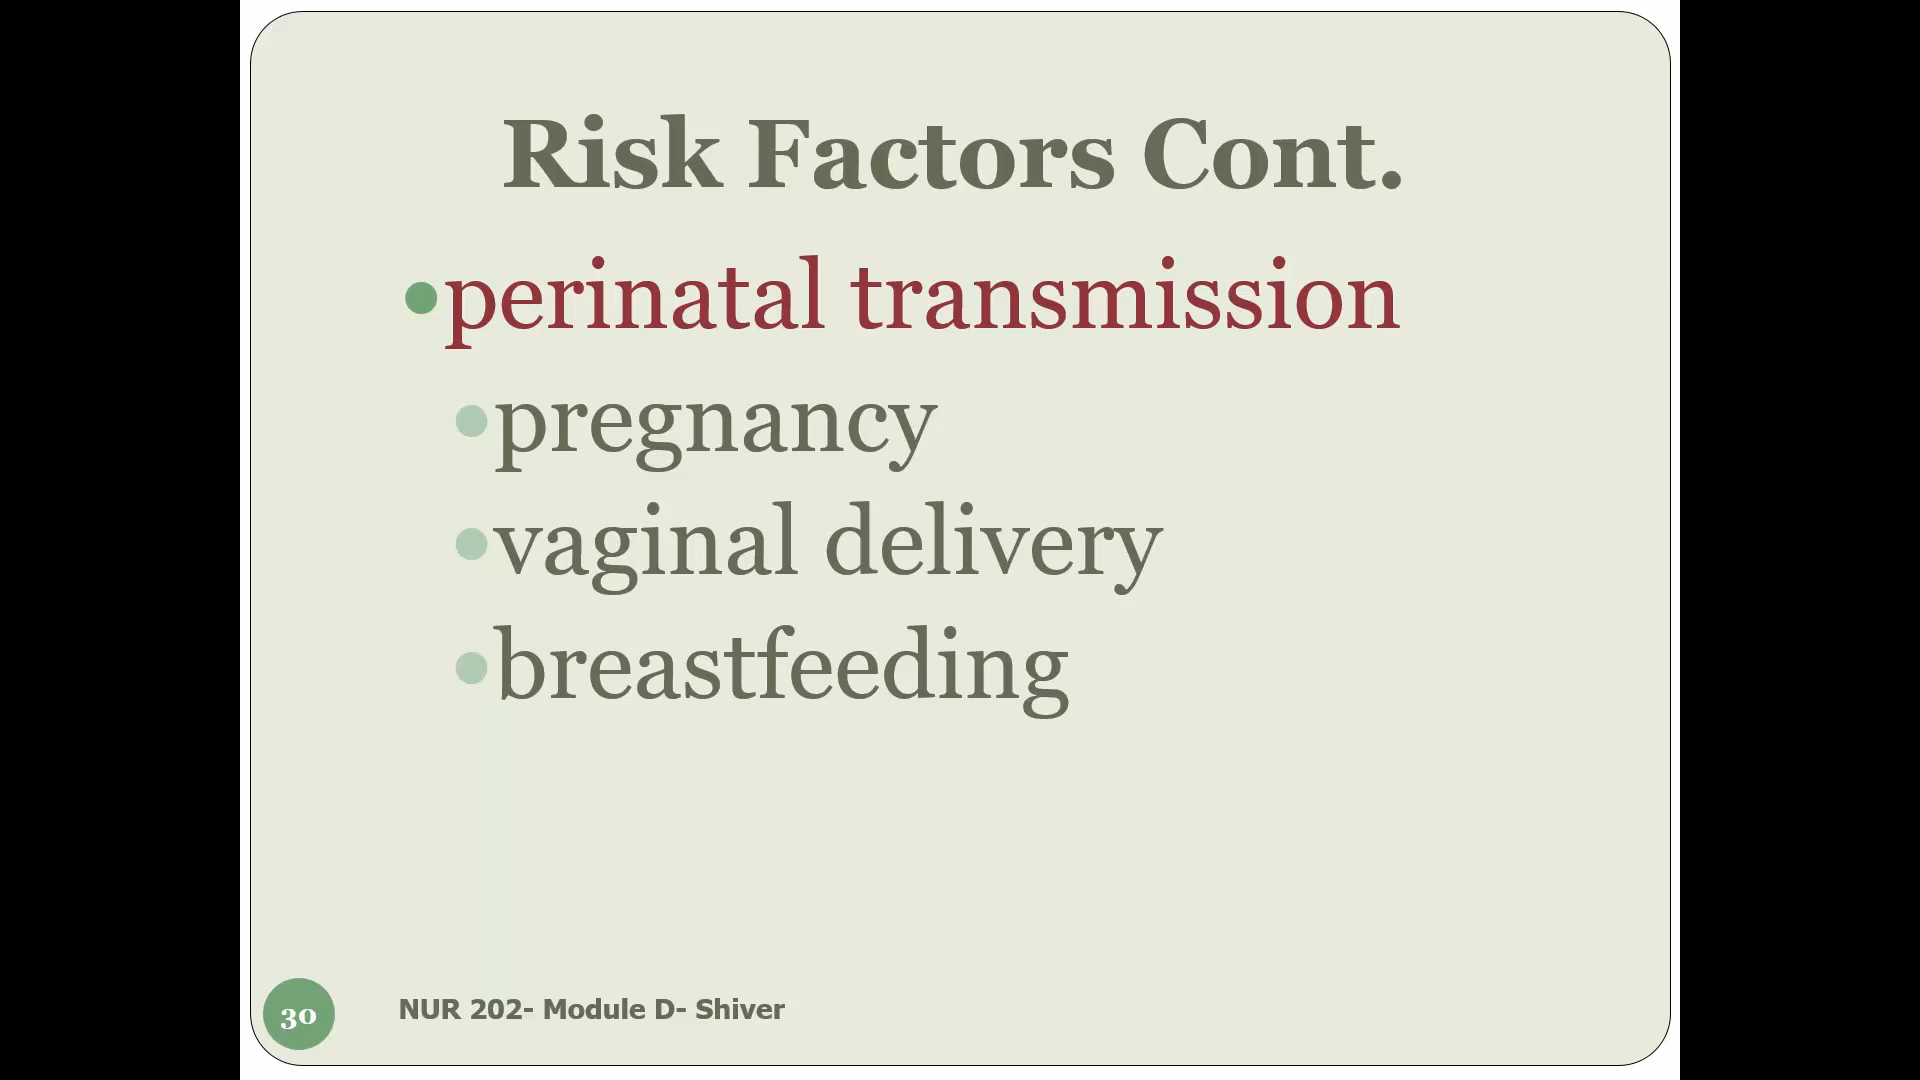 Risk Factors Cont.
•perinatal transmission
•pregnancy
•vaginal delivery
•breastfeeding
30
NUR 202- Module D- Shiver